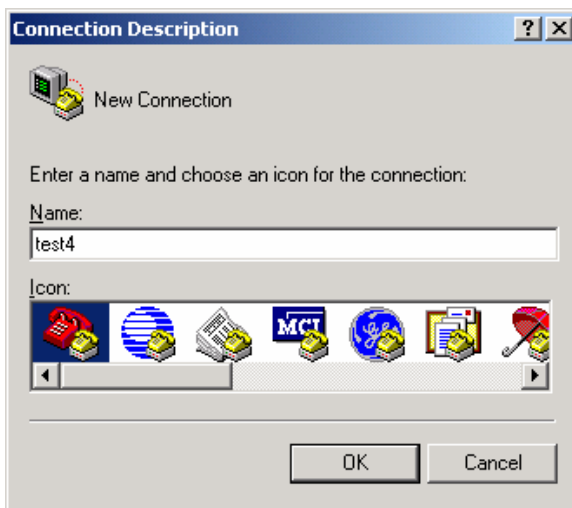 Connection Description
New Connection
Enter a name and choose an icon for the connection:
Name:
test4
Icon:
MCI
OK Cancel